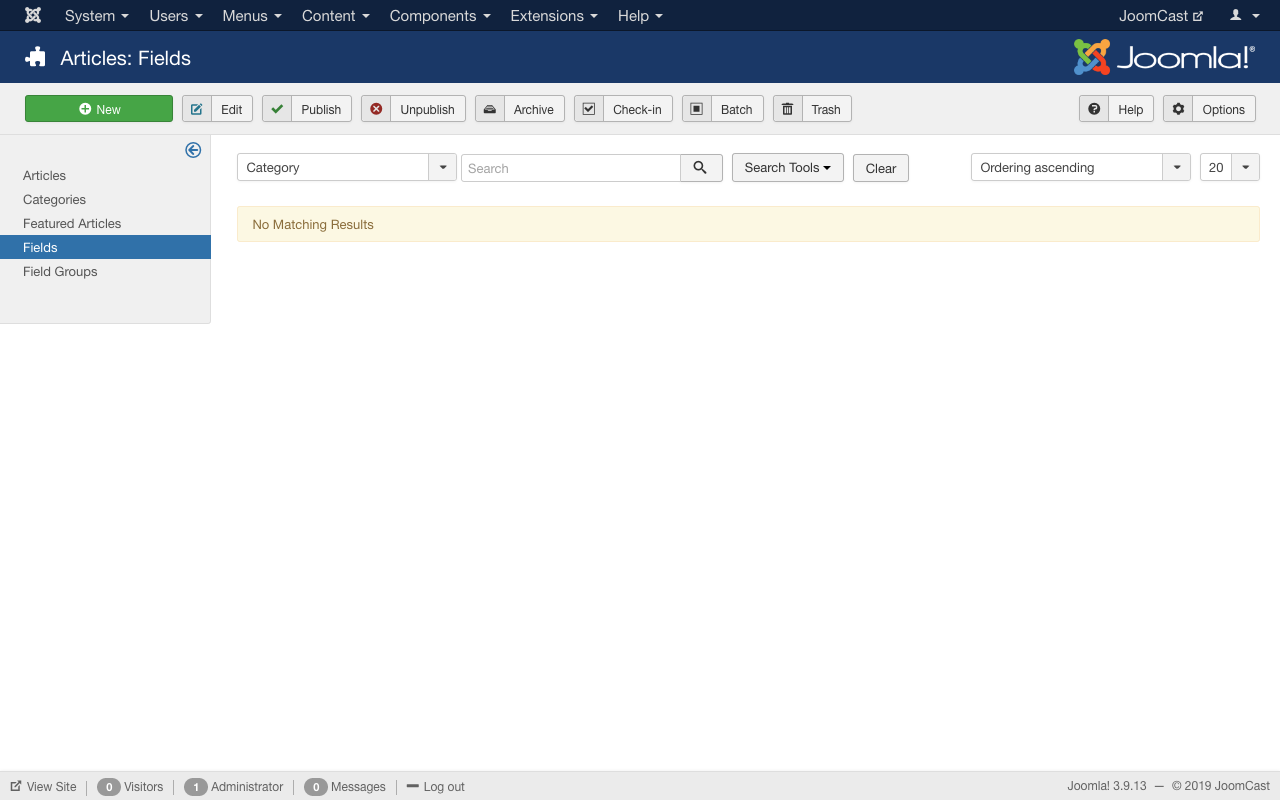 System Users Menus Content Components Extensions Help JoomCast
Articles: Fields Joomla!®
New Edit Publish Unpublish Archive Check-in Batch Trash Help Options
Category Search Search Tools Clear Ordering ascending 20
No Matching Results
Articles
Categories
Featured Articles
Fields
Field Groups
View Site 0 Visitors 1 Administrator 0 Messages Log out Joomla! 3.9.13 — © 2019 JoomCast